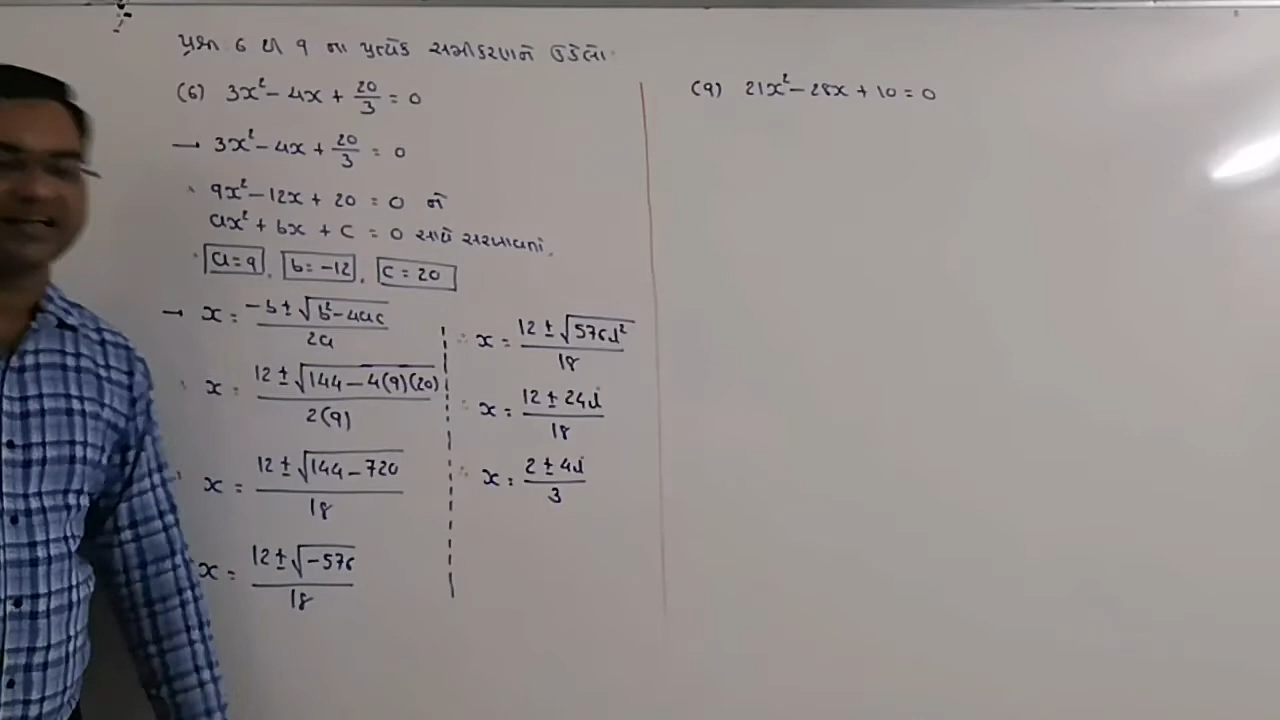 પ્રશ્ન 6 થી 9 ના પ્રત્યેક સમીકરણને ઉકેલો:
(6) 3x² - 4x + 20/3 = 0
→ 3x² - 4x + 20/3 = 0
9x² - 12x + 20 = 0 ને
ax² + bx + c = 0 સાથે સરખાવતાં,
a = 9, b = -12, c = 20
→ x = (-b ± √(b² - 4ac))/2a
x = (12 ± √(144 - 4(9)(20)))/2(9)
x = (12 ± √(144 - 720))/18
x = (12 ± √(-576))/18
∴ x = (12 ± √(576i²))/18
∴ x = (12 ± 24i)/18
∴ x = (2 ± 4i)/3
(9) 21x² - 28x + 10 = 0